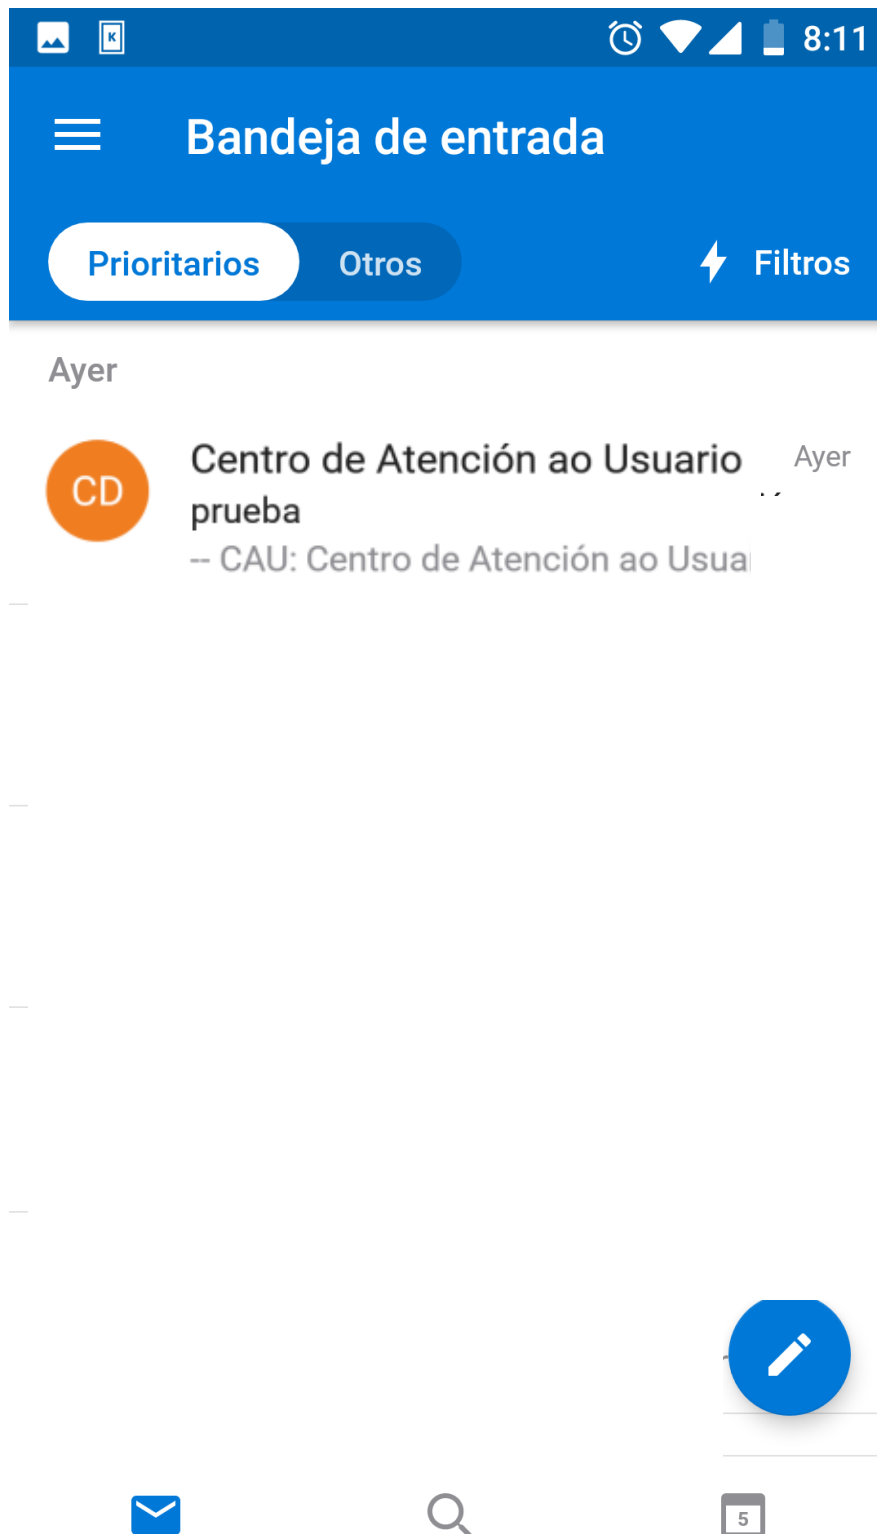 K 8:11
Bandeja de entrada
Prioritarios Otros Filtros
Ayer
CD Centro de Atención ao Usuario Ayer
prueba
-- CAU: Centro de Atención ao Usua
5